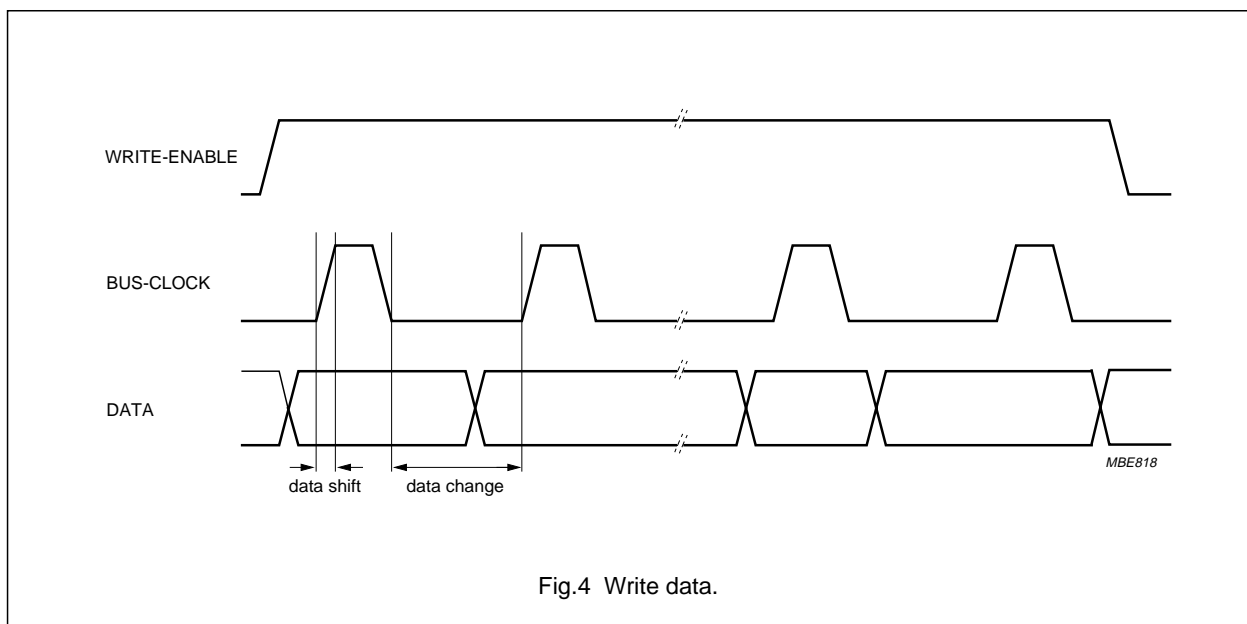 WRITE-ENABLE
BUS-CLOCK
DATA
data shift
data change
MBE818
Fig.4 Write data.